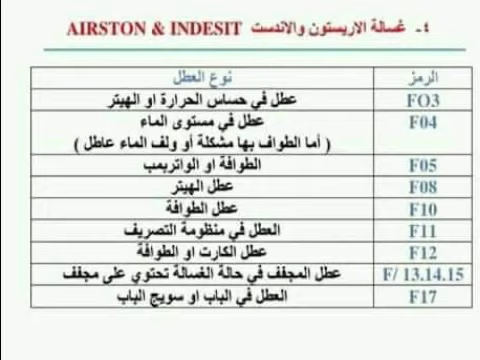 ٤- غسالة الاريستون والاندست AIRSTON & INDESIT
الرمز نوع العطل
FO3 عطل في حساس الحرارة او الهيتر
F04 عطل في مستوى الماء
( أما الطواف بها مشكلة أو ولف الماء عاطل )
F05 الطوافة او الواتريمب
F08 عطل الهيتر
F10 عطل الطوافة
F11 العطل في منظومة التصريف
F12 عطل الكارت او الطوافة
F/ 13.14.15 عطل المجفف في حالة الغسالة تحتوي على مجفف
F17 العطل في الباب او سويج الباب